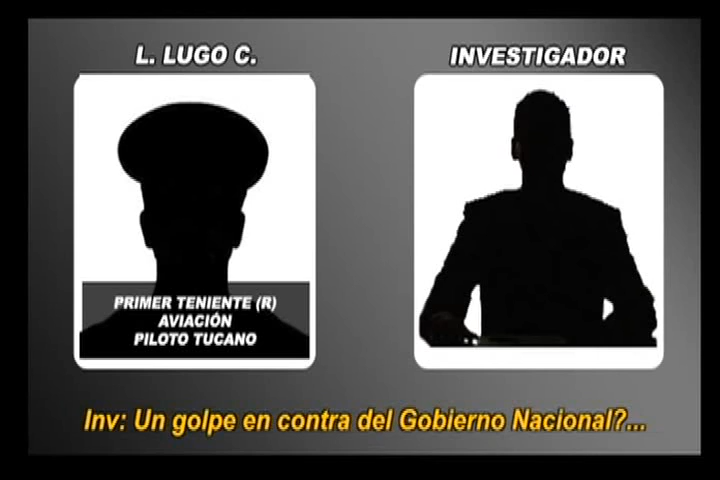 L. LUGO C.
INVESTIGADOR
PRIMER TENIENTE (R)
AVIACIÓN
PILOTO TUCANO
Inv: Un golpe en contra del Gobierno Nacional?...